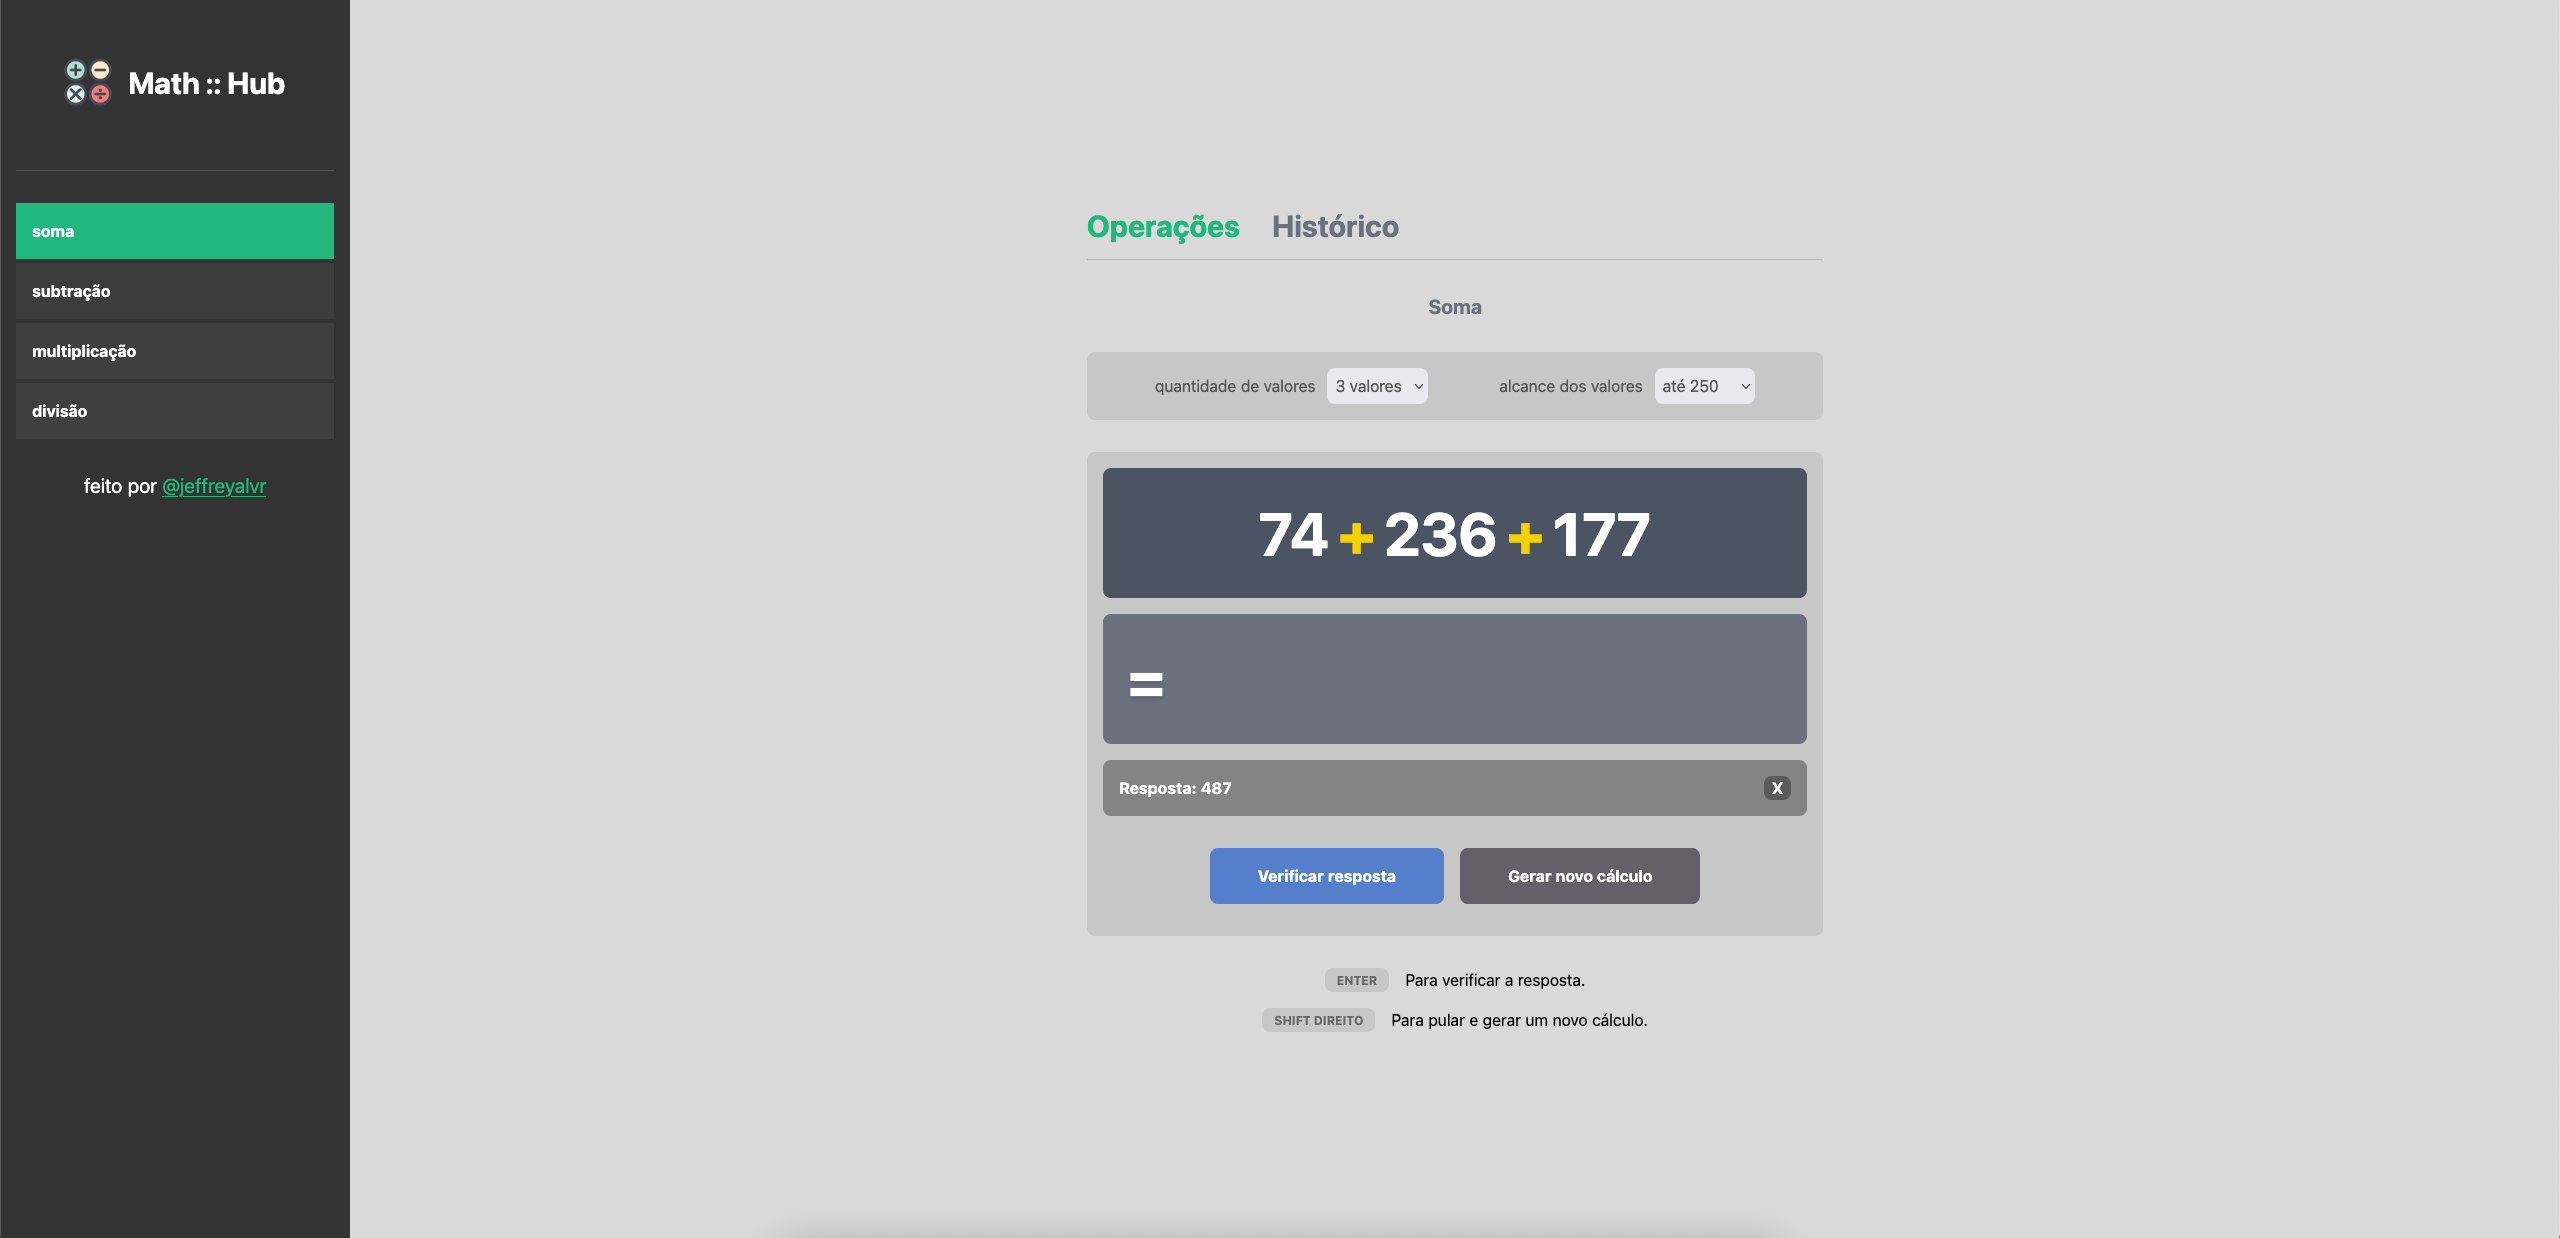 Math :: Hub
soma
subtração
multiplicação
divisão
feito por @jeffreyalvr
Operações Histórico
Soma
quantidade de valores 3 valores alcance dos valores até 250
74 + 236 + 177
=
Resposta: 487 X
Verificar resposta Gerar novo cálculo
ENTER Para verificar a resposta.
SHIFT DIREITO Para pular e gerar um novo cálculo.